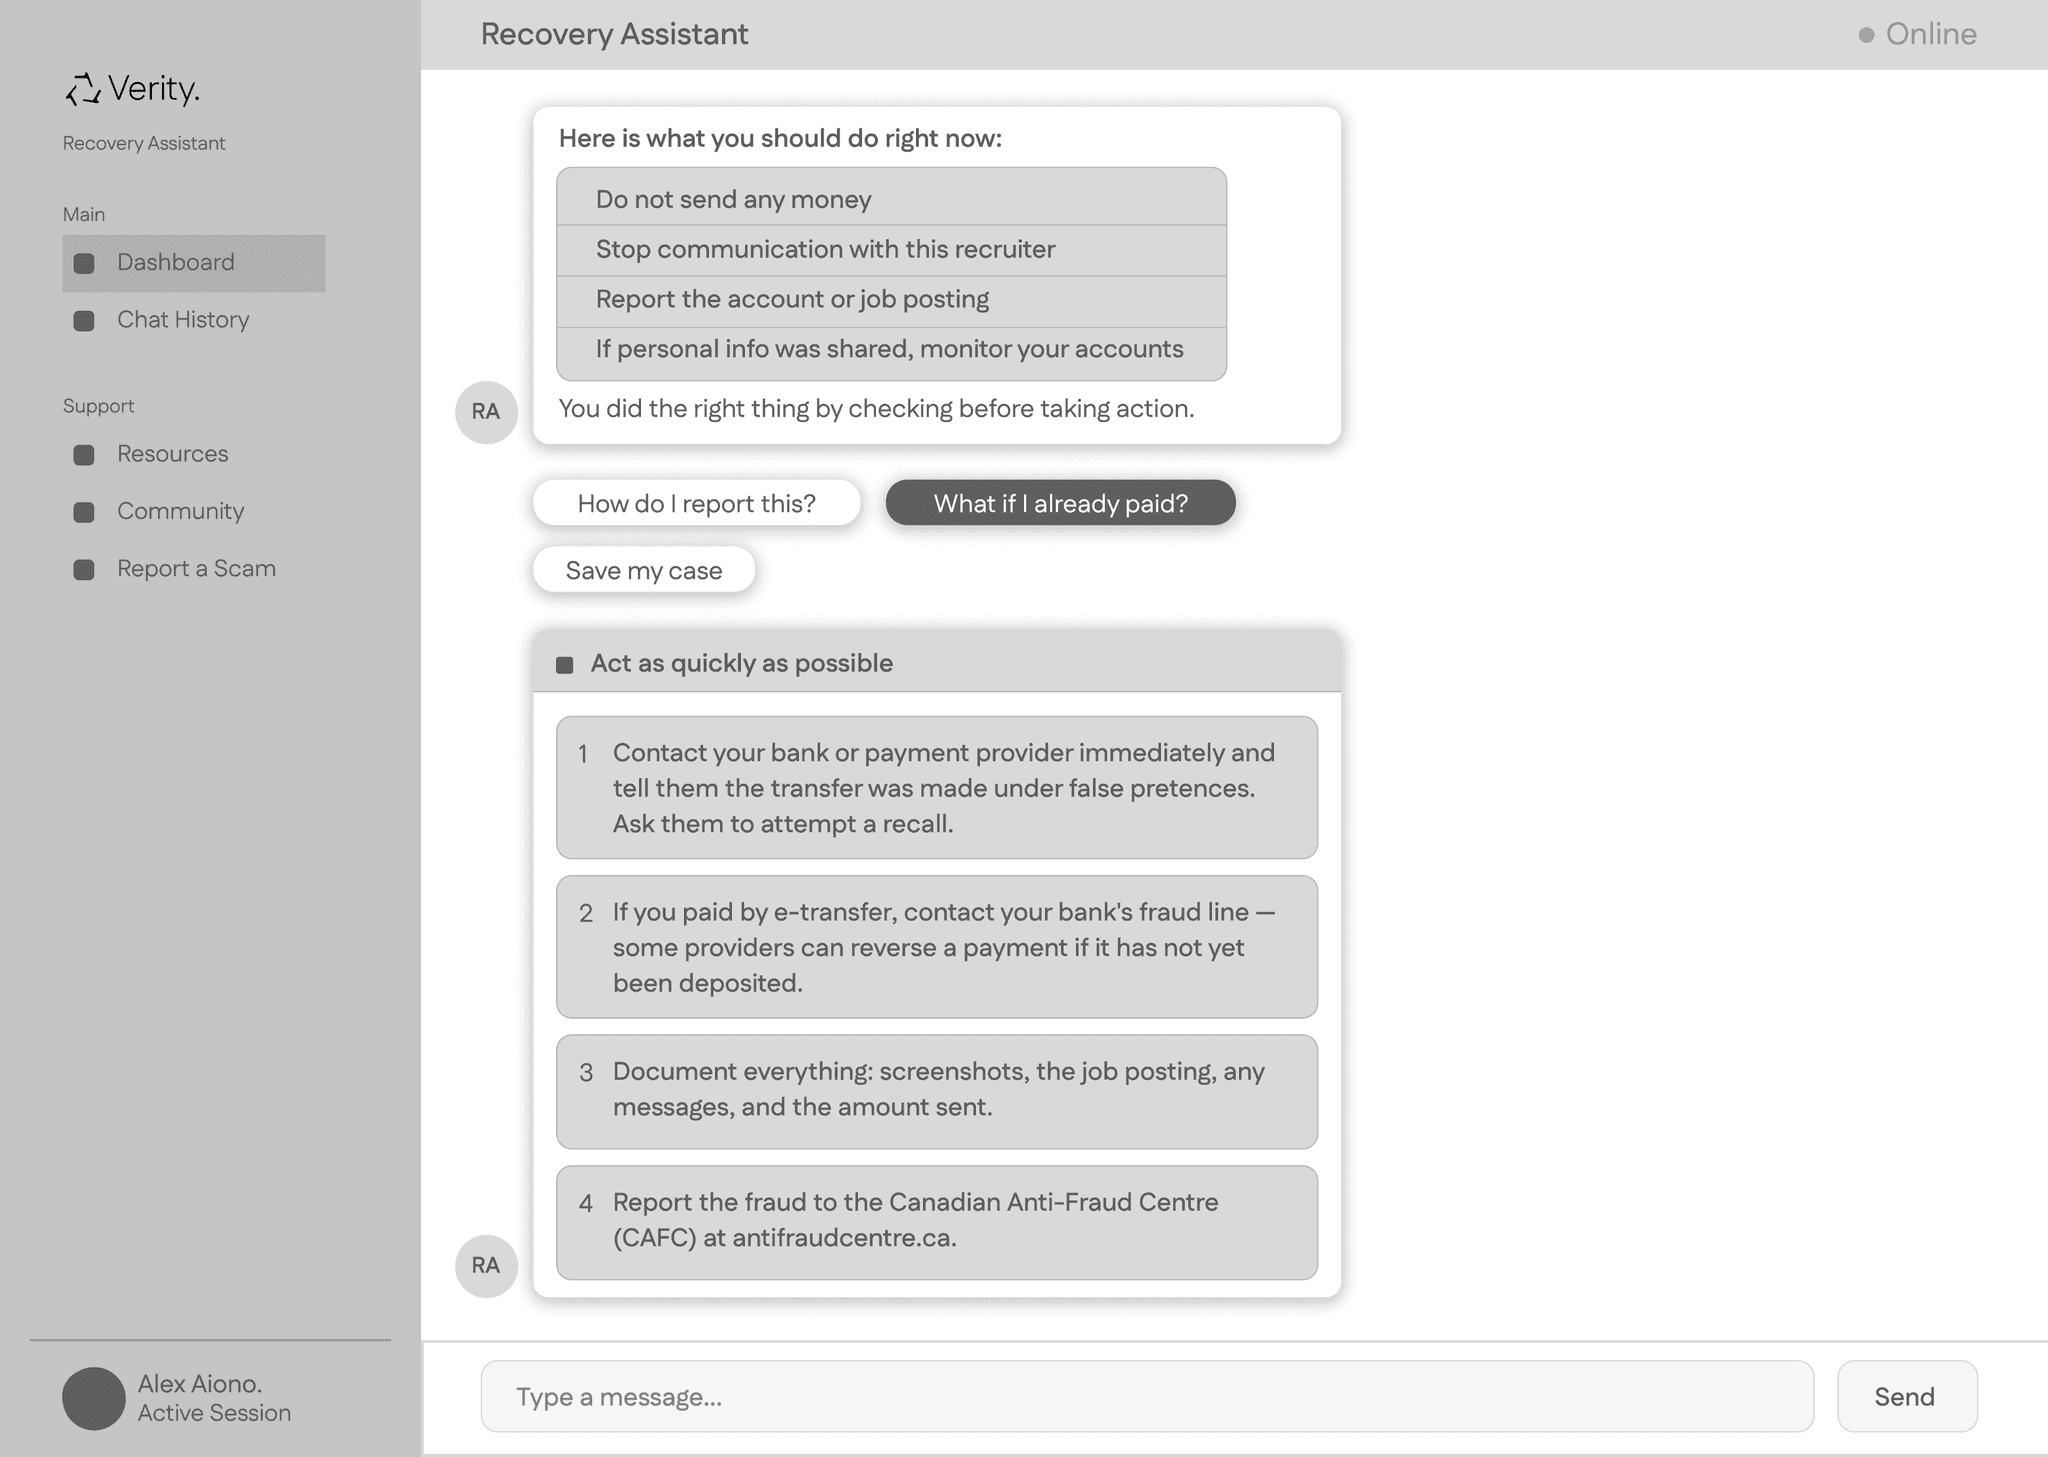 Verity.
Recovery Assistant
Main
Dashboard
Chat History
Support
Resources
Community
Report a Scam
Alex Aiono.
Active Session
Recovery Assistant
Online
Here is what you should do right now:
Do not send any money
Stop communication with this recruiter
Report the account or job posting
If personal info was shared, monitor your accounts
You did the right thing by checking before taking action.
RA
How do I report this?
What if I already paid?
Save my case
Act as quickly as possible
1 Contact your bank or payment provider immediately and
tell them the transfer was made under false pretences.
Ask them to attempt a recall.
2 If you paid by e-transfer, contact your bank's fraud line —
some providers can reverse a payment if it has not yet
been deposited.
3 Document everything: screenshots, the job posting, any
messages, and the amount sent.
4 Report the fraud to the Canadian Anti-Fraud Centre
(CAFC) at antifraudcentre.ca.
RA
Type a message...
Send